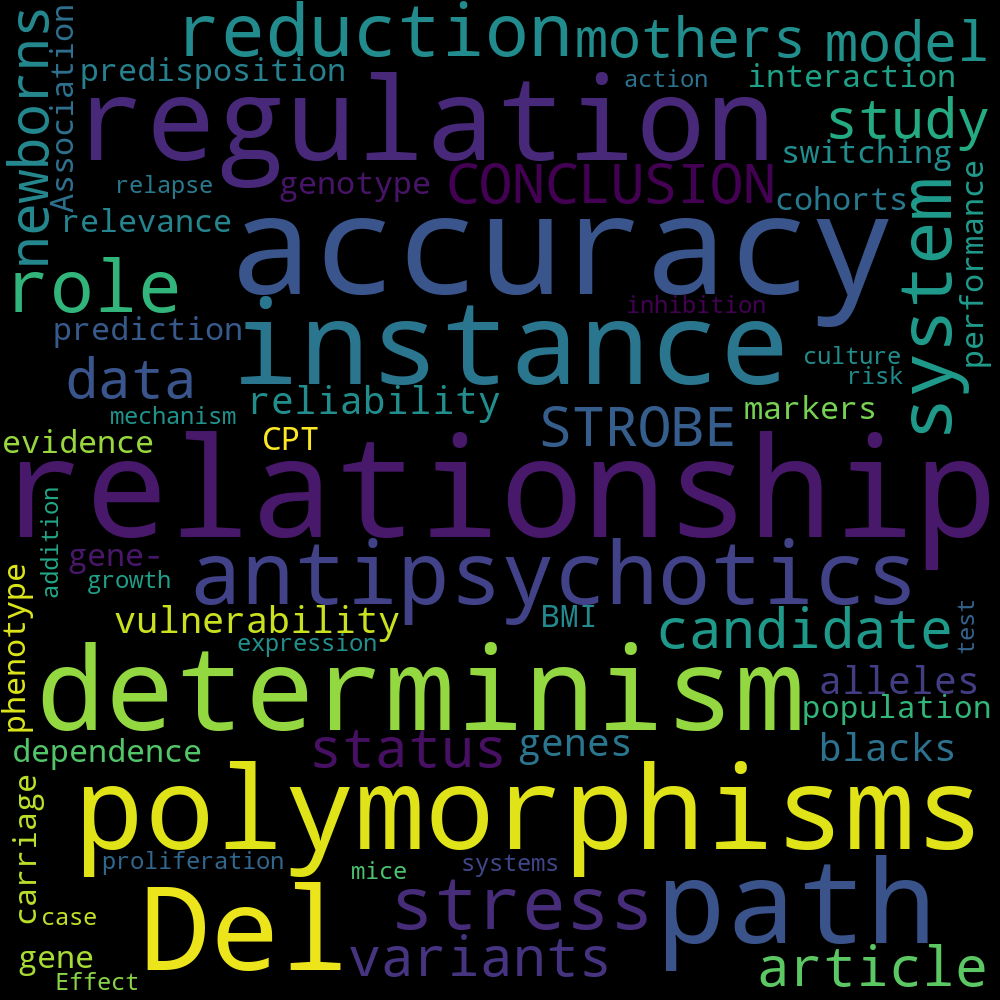 reduction
mothers
model
newborns
Association
predisposition
action
interaction
regulation
study
switching
relapse
genotype
CONCLUSION
cohorts
relevance
accuracy
system
performance
role
inhibition
prediction
instance
culture
risk
data
reliability
mechanism
markers
evidence
CPT
STROBE
relationship
addition
gene-
growth
antipsychotics
phenotype
vulnerability
BMI
test
expression
candidate
determinism
alleles
population
dependence
status
genes
blacks
polymorphisms
carriage
proliferation
mice
systems
case
Del
stress
path
gene
variants
article
Effect